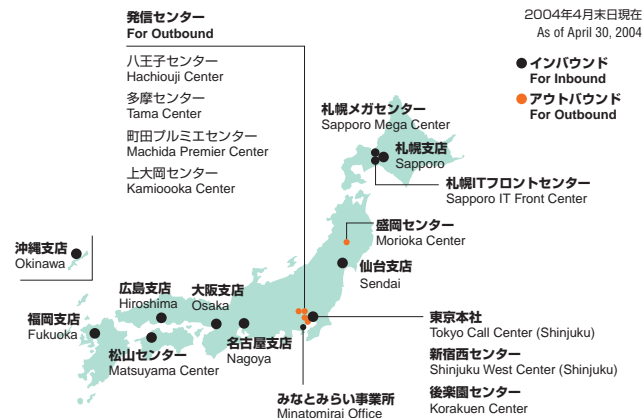 発信センター
For Outbound
八王子センター
Hachiouji Center
多摩センター
Tama Center
町田プルミエセンター
Machida Premier Center
上大岡センター
Kamioooka Center
2004年4月末日現在
As of April 30, 2004
インバウンド
For Inbound
アウトバウンド
For Outbound
札幌メガセンター
Sapporo Mega Center
札幌支店
Sapporo
札幌ITフロントセンター
Sapporo IT Front Center
盛岡センター
Morioka Center
仙台支店
Sendai
沖縄支店
Okinawa
広島支店
Hiroshima
大阪支店
Osaka
福岡支店
Fukuoka
松山センター
Matsuyama Center
名古屋支店
Nagoya
東京本社
Tokyo Call Center (Shinjuku)
新宿西センター
Shinjuku West Center (Shinjuku)
後楽園センター
Korakuen Center
みなとみらい事業所
Minatomirai Office